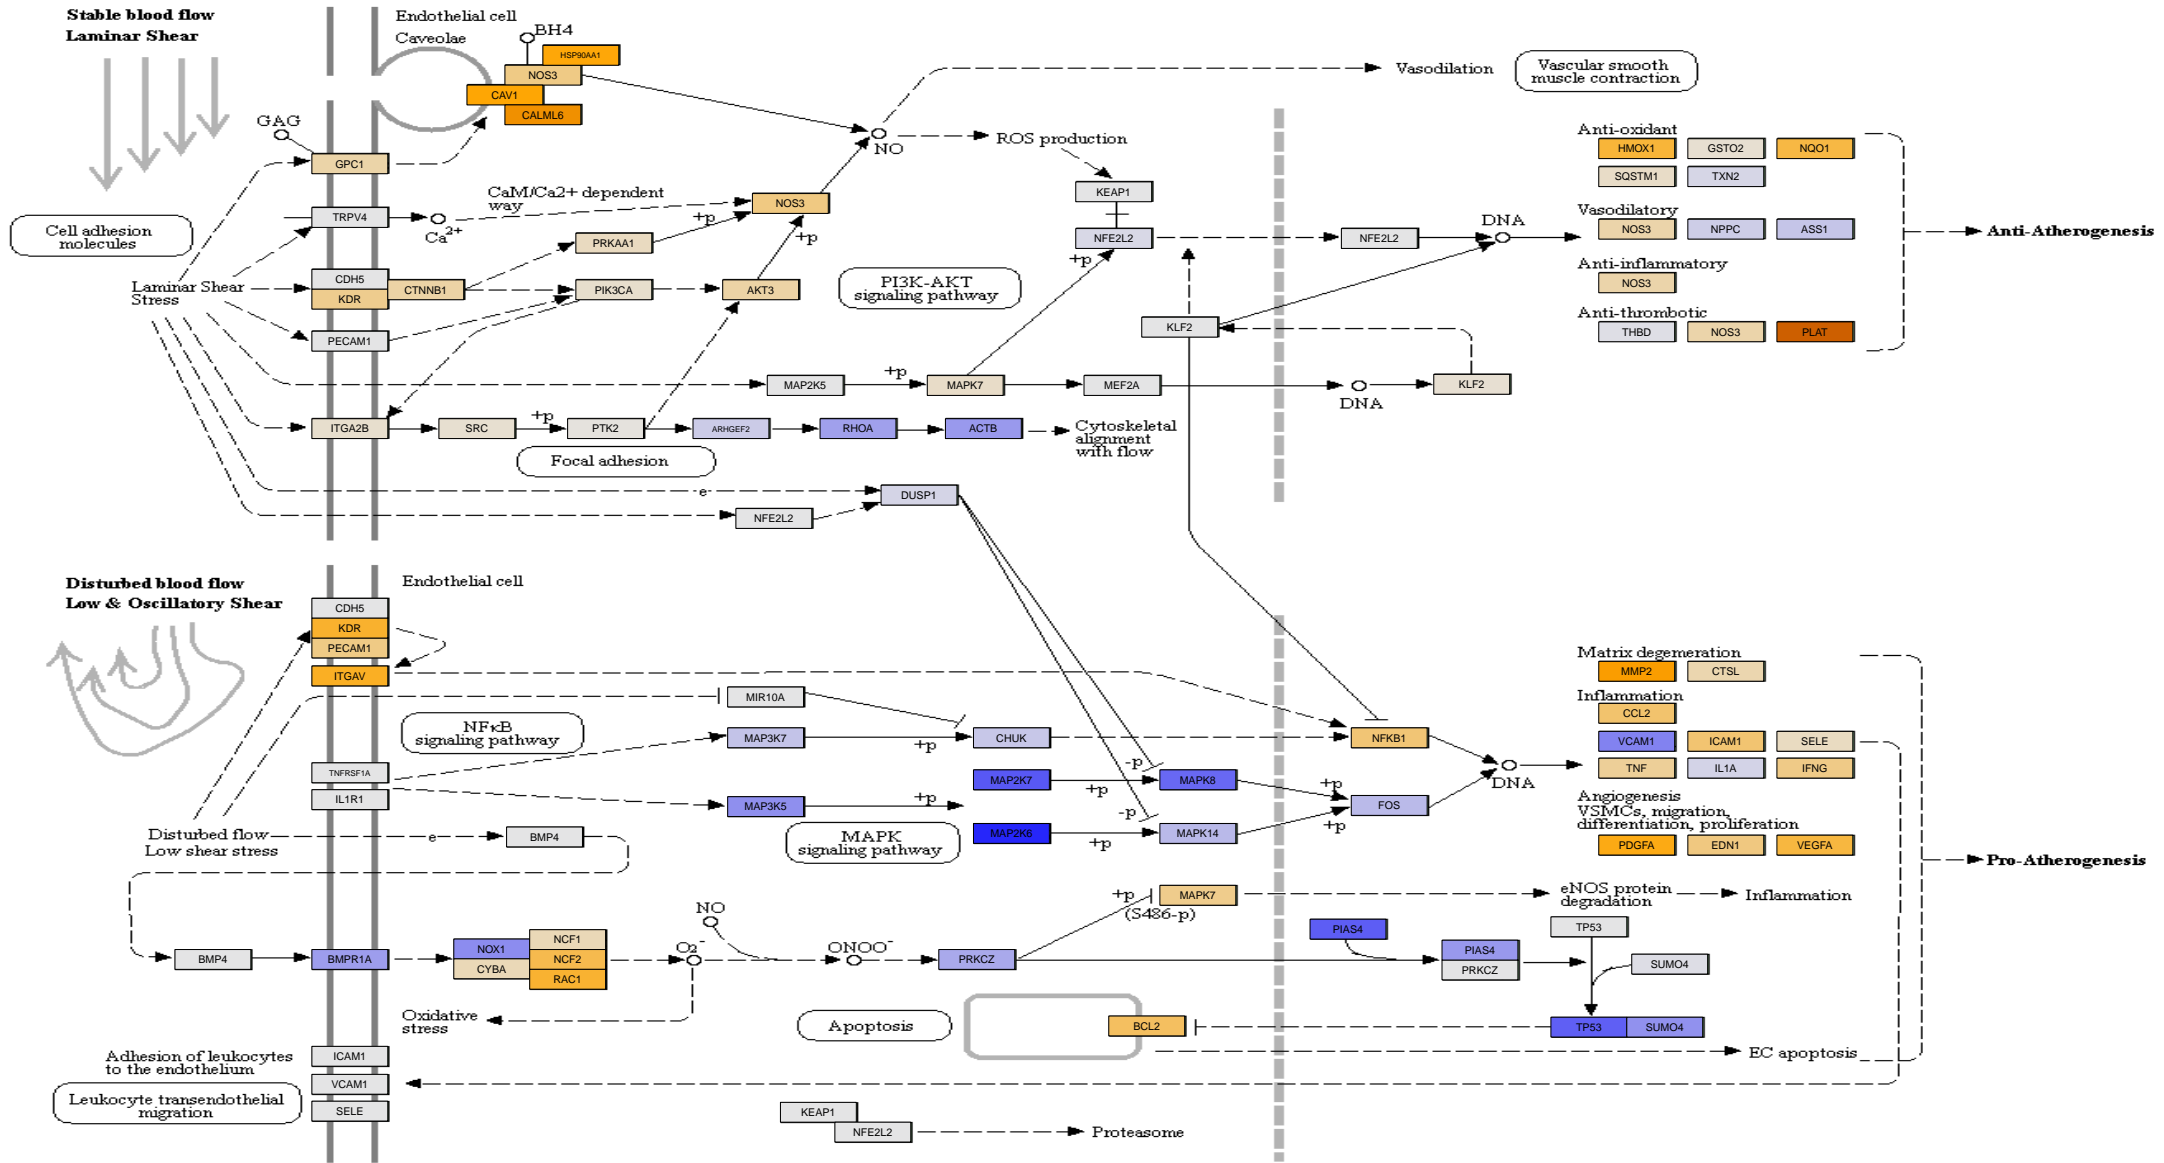 Stable blood flow
Laminar Shear
Endothelial cell
Caveolae
BH4
HSP90AA1
NOS3
CAV1
CALML6
GAG
GPC1
Cell adhesion
molecules
TRPV4
Ca2+
CaM/Ca2+ dependent
way
NOS3
+p
PRKAA1
+p
Laminar Shear
Stress
CDH5
KDR
CTNNB1
PIK3CA
AKT3
PECAM1
PI3K-AKT
signaling pathway
NO
Vasodilation
Vascular smooth
muscle contraction
ROS production
KEAP1
NFE2L2
+p
NFE2L2
DNA
KLF2
MAP2K5
+p
MAPK7
MEF2A
DNA
KLF2
ITGA2B
SRC
+p
PTK2
ARHGEF2
RHOA
ACTB
Cytoskeletal
alignment
with flow
Focal adhesion
e
DUSP1
NFE2L2
Anti-oxidant
HMOX1
GSTO2
NQO1
SQSTM1
TXN2
Vasodilatory
NOS3
NPPC
ASS1
Anti-inflammatory
NOS3
Anti-thrombotic
THBD
NOS3
PLAT
Anti-Atherogenesis
Disturbed blood flow
Low & Oscillatory Shear
Endothelial cell
CDH5
KDR
PECAM1
ITGAV
MIR10A
NFκB
signaling pathway
MAP3K7
+p
CHUK
NFKB1
TNFRSF1A
IL1R1
MAP3K5
+p
MAP2K7
+p
-p
MAPK8
+p
MAP2K6
+p
-p
MAPK14
+p
FOS
DNA
MAPK
signaling pathway
Disturbed flow
Low shear stress
e
BMP4
Matrix degemeration
MMP2
CTSL
Inflammation
CCL2
VCAM1
ICAM1
SELE
TNF
IL1A
IFNG
Angiogenesis
VSMCs, migration,
differentiation, proliferation
PDGFA
EDN1
VEGFA
Pro-Atherogenesis
BMP4
BMPR1A
NOX1
CYBA
NCF1
NCF2
RAC1
O2-
NO
ONOO-
PRKCZ
+p
(S486-p)
MAPK7
eNOS protein
degradation
Inflammation
PIAS4
PIAS4
PRKCZ
TP53
SUMO4
TP53
SUMO4
Oxidative
stress
Apoptosis
BCL2
EC apoptosis
Adhesion of leukocytes
to the endothelium
ICAM1
VCAM1
SELE
Leukocyte transendothelial
migration
KEAP1
NFE2L2
Proteasome